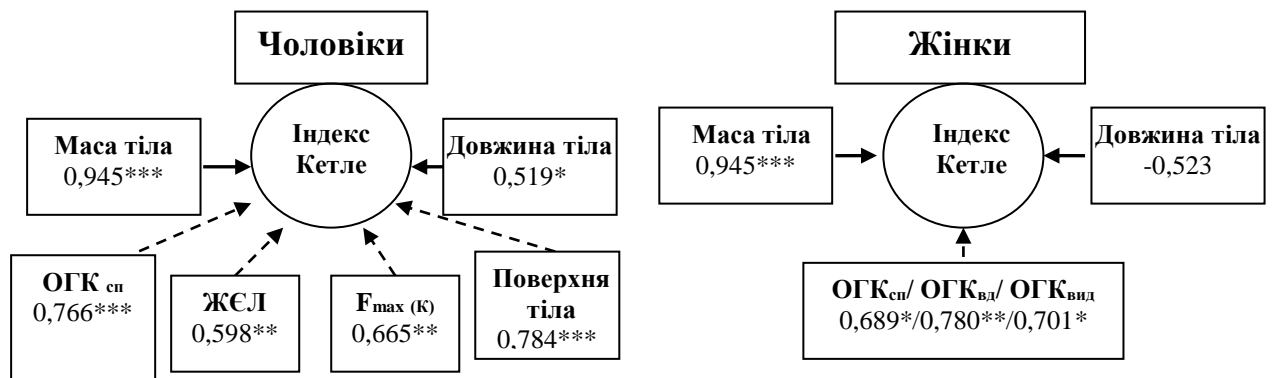 Чоловіки
Індекс
Кетле
Маса тіла
0,945***
Довжина тіла
0,519*
ОГК сп
0,766***
ЖЄЛ
0,598**
Fmax (К)
0,665**
Поверхня
тіла
0,784***
Жінки
Індекс
Кетле
Маса тіла
0,945***
Довжина тіла
-0,523
ОГКсп/ ОГКвд/ ОГКвид
0,689*/0,780**/0,701*